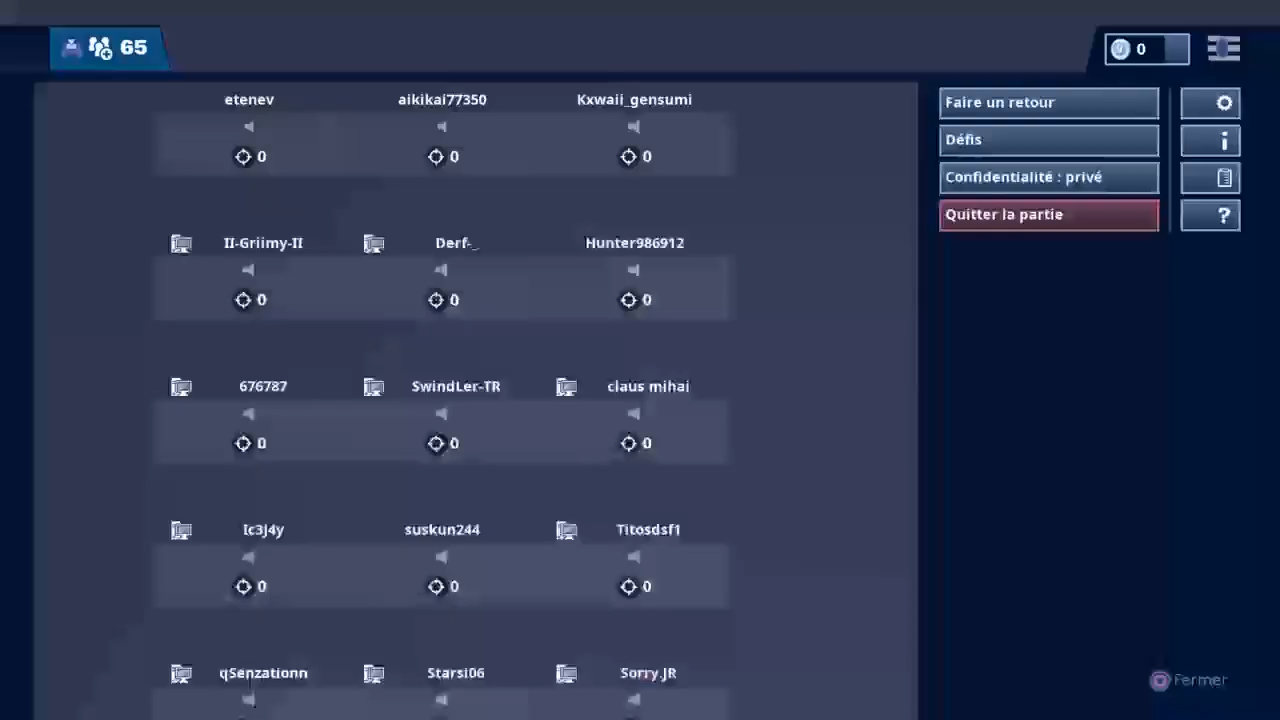 65
0
etenev aikikai77350 Kxwaii_gensumi
0 0 0
II-Griimy-II Derf-_ Hunter986912
0 0 0
676787 SwindLer-TR claus mihai
0 0 0
Ic3J4y suskun244 Titosdsf1
0 0 0
qSenzationn Starsi06 Sorry.JR
Faire un retour
Défis
i
Confidentialité : privé
Quitter la partie
?
Fermer